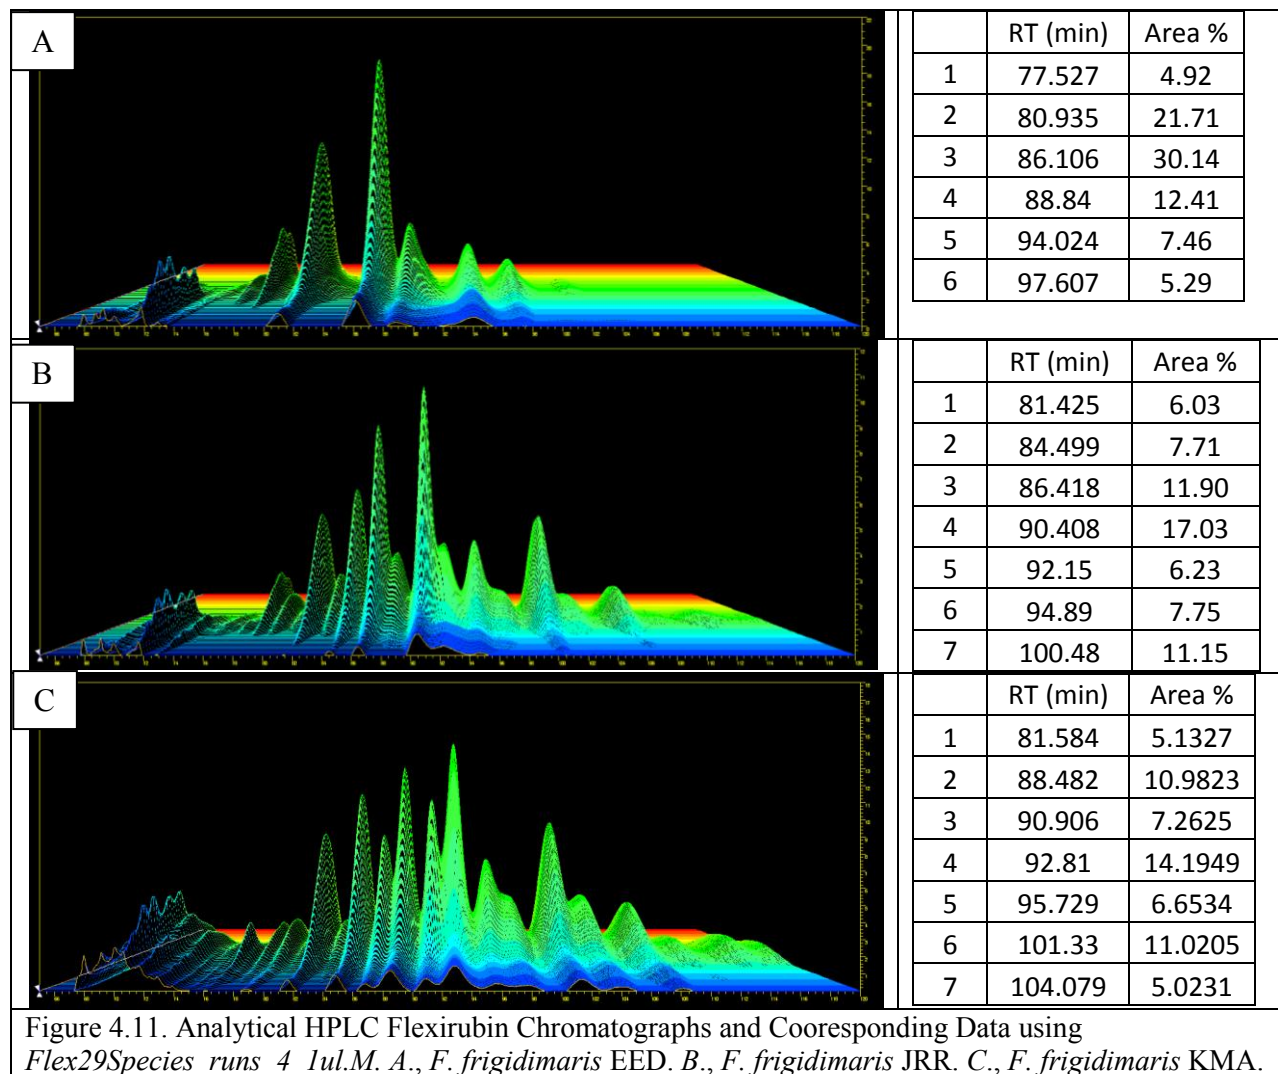 A
RT (min) Area %
1 77.527 4.92
2 80.935 21.71
3 86.106 30.14
4 88.84 12.41
5 94.024 7.46
6 97.607 5.29
B
RT (min) Area %
1 81.425 6.03
2 84.499 7.71
3 86.418 11.90
4 90.408 17.03
5 92.15 6.23
6 94.89 7.75
7 100.48 11.15
C
RT (min) Area %
1 81.584 5.1327
2 88.482 10.9823
3 90.906 7.2625
4 92.81 14.1949
5 95.729 6.6534
6 101.33 11.0205
7 104.079 5.0231
Figure 4.11. Analytical HPLC Flexirubin Chromatographs and Cooresponding Data using
Flex29Species_runs_4_1ul.M. A., F. frigidimaris EED. B., F. frigidimaris JRR. C., F. frigidimaris KMA.